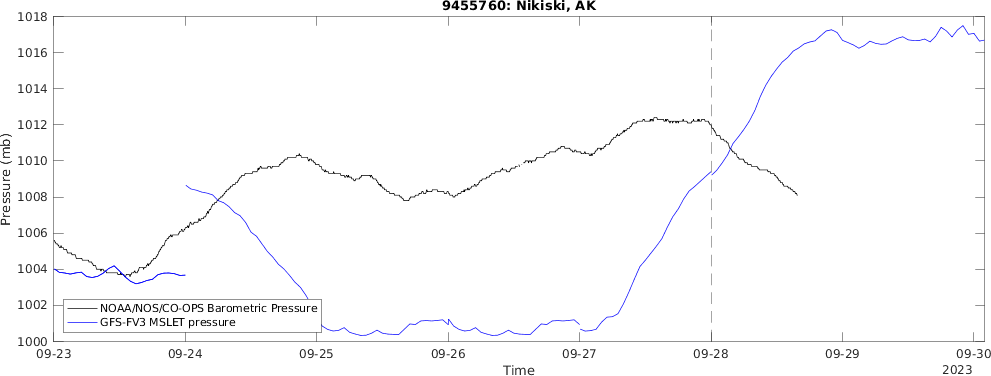 9455760: Nikiski, AK
1018
1016
1014
1012
1010
1008
1006
1004
1002
1000
Pressure (mb)
NOAA/NOS/CO-OPS Barometric Pressure
GFS-FV3 MSLET pressure
09-23 09-24 09-25 09-26 09-27 09-28 09-29 09-30
Time
2023